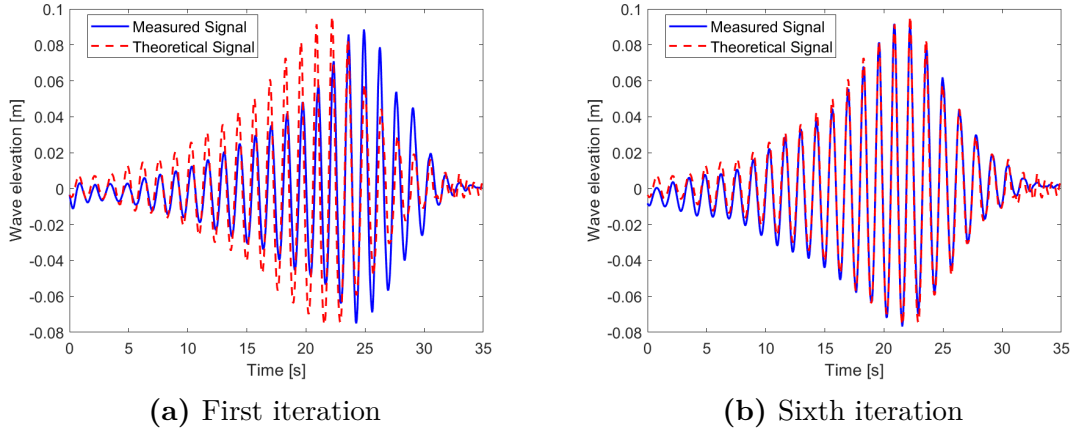 0.1
0.08
0.06
0.04
0.02
0
-0.02
-0.04
-0.06
-0.08
Wave elevation [m]
Measured Signal
Theoretical Signal
0 5 10 15 20 25 30 35
Time [s]
(a) First iteration
0.1
0.08
0.06
0.04
0.02
0
-0.02
-0.04
-0.06
-0.08
Wave elevation [m]
Measured Signal
Theoretical Signal
0 5 10 15 20 25 30 35
Time [s]
(b) Sixth iteration